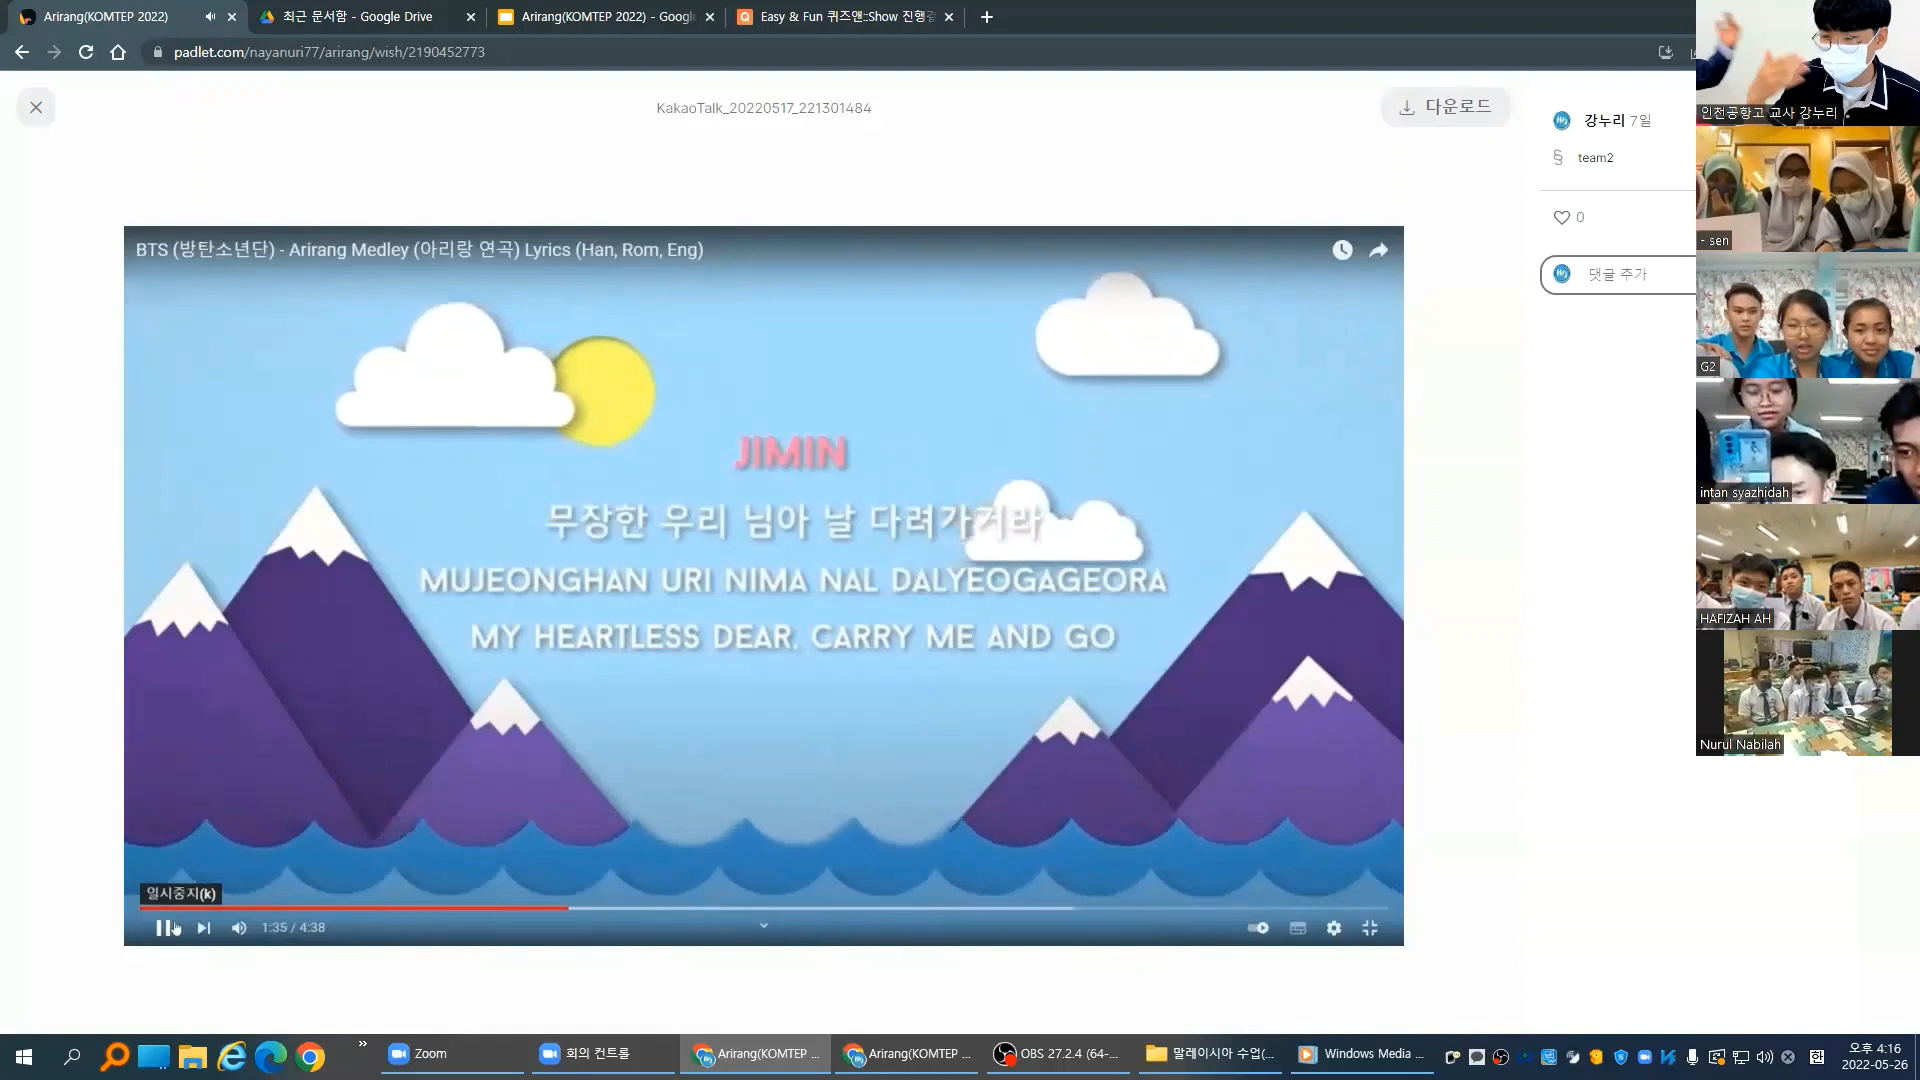 Arirang(KOMTEP 2022)
최근 문서함 - Google Drive
Arirang(KOMTEP 2022) - Googl
Easy & Fun 퀴즈앤::Show 진행결
padlet.com/nayanuri77/arirang/wish/2190452773
KakaoTalk_20220517_221301484
다운로드
강누리 7일
team2
0
댓글 추가
BTS (방탄소년단) - Arirang Medley (아리랑 연곡) Lyrics (Han, Rom, Eng)
JIMIN
무장한 우리 님아 날 다려가거라
MUJEONGHAN URI NIMA NAL DALYEOGAGEORA
MY HEARTLESS DEAR, CARRY ME AND GO
일시중지(k)
1:35 / 4:38
인천공항고 교사 강누리
- sen
G2
intan syazhidah
HAFIZAH AH
Nurul Nabilah
Zoom
회의 컨트롤
Arirang(KOMTEP ...
Arirang(KOMTEP ...
OBS 27.2.4 (64-...
말레이시아 수업(...
Windows Media ...
한
오후 4:16
2022-05-26